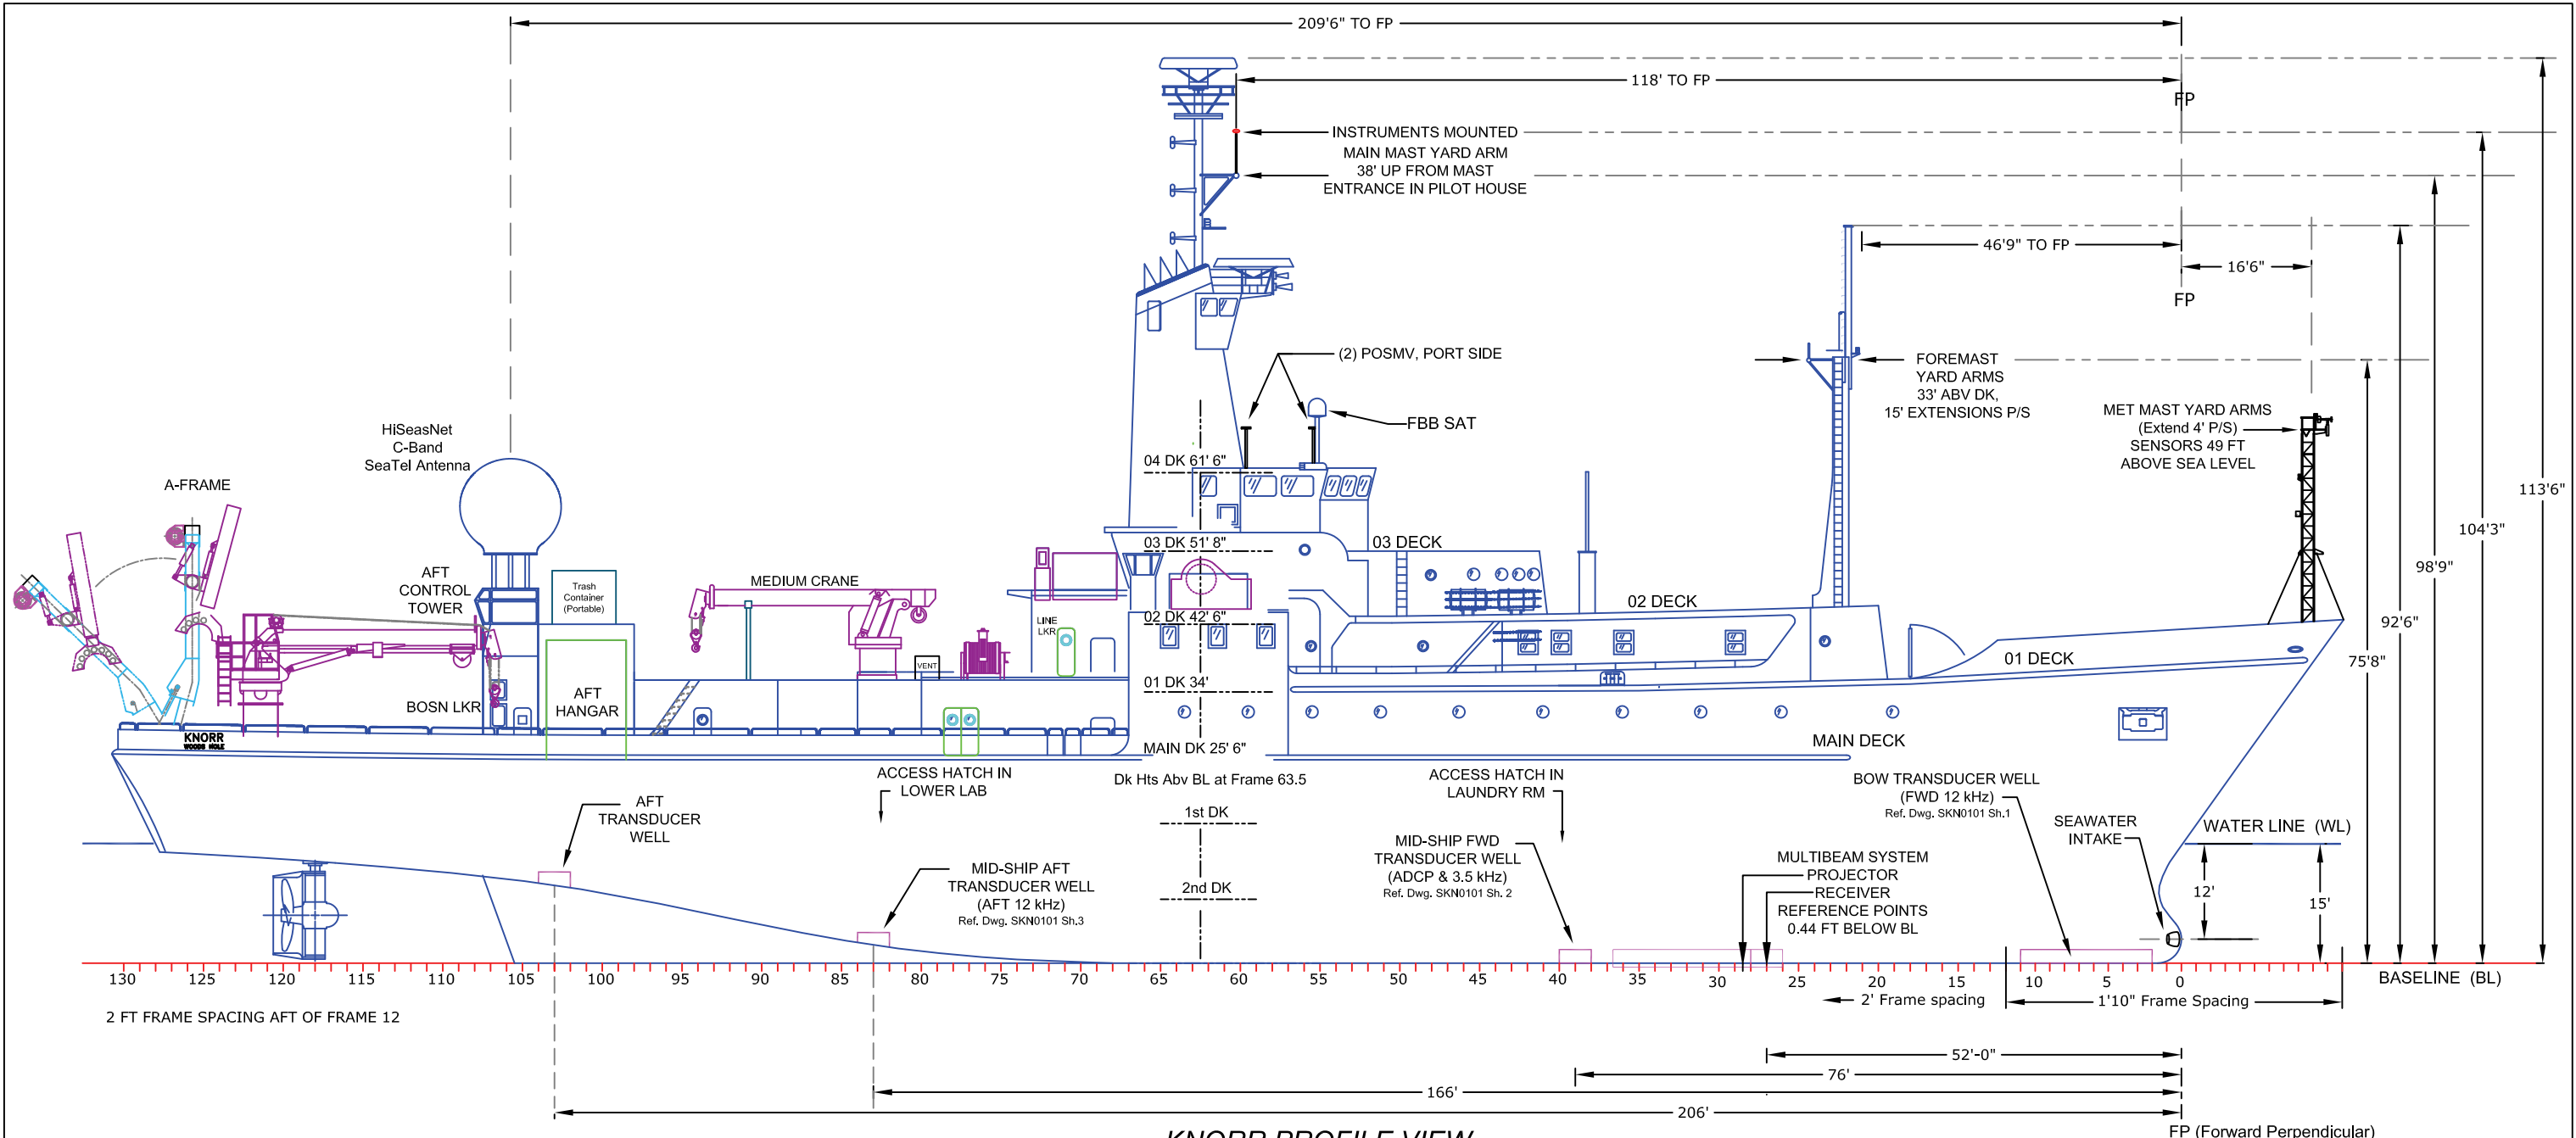 209'6" TO FP
118' TO FP
FP
INSTRUMENTS MOUNTED
MAIN MAST YARD ARM
38' UP FROM MAST
ENTRANCE IN PILOT HOUSE
46'9" TO FP
16'6"
FP
(2) POSMV, PORT SIDE
FOREMAST
YARD ARMS
33' ABV DK,
15' EXTENSIONS P/S
FBB SAT
MET MAST YARD ARMS
(Extend 4' P/S)
SENSORS 49 FT
ABOVE SEA LEVEL
HiSeasNet
C-Band
SeaTel Antenna
A-FRAME
04 DK 61' 6"
113'6"
104'3"
98'9"
92'6"
75'8"
03 DK 51' 8"
03 DECK
AFT
CONTROL
TOWER
Trash
Container
(Portable)
MEDIUM CRANE
LINE
LKR
02 DK 42' 6"
02 DECK
VENT
01 DECK
01 DK 34'
BOSN LKR
AFT
HANGAR
KNORR
WOODS HOLE
MAIN DK 25' 6"
MAIN DECK
Dk Hts Abv BL at Frame 63.5
ACCESS HATCH IN
LOWER LAB
ACCESS HATCH IN
LAUNDRY RM
BOW TRANSDUCER WELL
(FWD 12 kHz)
Ref. Dwg. SKN0101 Sh.1
AFT
TRANSDUCER
WELL
1st DK
SEAWATER
INTAKE
WATER LINE (WL)
MID-SHIP FWD
TRANSDUCER WELL
(ADCP & 3.5 kHz)
Ref. Dwg. SKN0101 Sh. 2
MULTIBEAM SYSTEM
PROJECTOR
RECEIVER
REFERENCE POINTS
0.44 FT BELOW BL
MID-SHIP AFT
TRANSDUCER WELL
(AFT 12 kHz)
Ref. Dwg. SKN0101 Sh.3
2nd DK
12'
15'
130 125 120 115 110 105 100 95 90 85 80 75 70 65 60 55 50 45 40 35 30 25 20 15 10 5 0
BASELINE (BL)
2' Frame spacing
1'10" Frame Spacing
2 FT FRAME SPACING AFT OF FRAME 12
52'-0"
76'
166'
206'
KNORR PROFILE VIEW
FP (Forward Perpendicular)